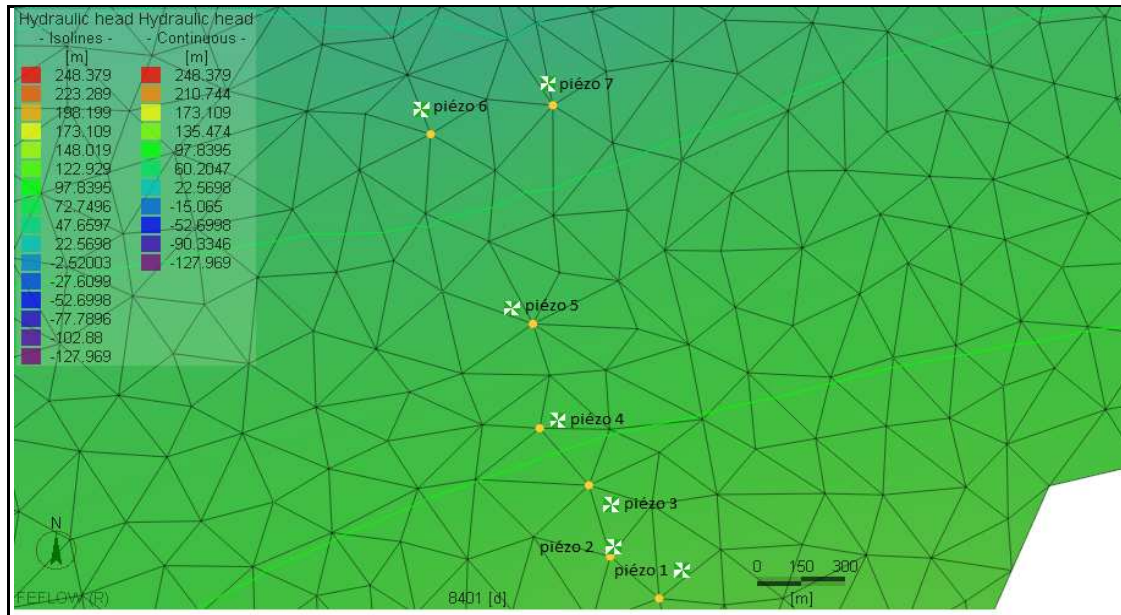 Hydraulic head Hydraulic head
- Isolines - - Continuous -
[m] [m]
248.379 248.379
223.289 210.744
198.199 173.109
173.109 135.474
148.019 97.8395
122.929 60.2047
97.8395 22.5698
72.7496 -15.065
47.6597 -52.6998
22.5698 -90.3346
-2.52003 -127.969
-27.6099
-52.6998
-77.7896
-102.88
-127.969
piézo 7
piézo 6
piézo 5
piézo 4
piézo 3
piézo 2
piézo 1
N
0 150 300
FEFLOW (R) 8401 [d] [m]